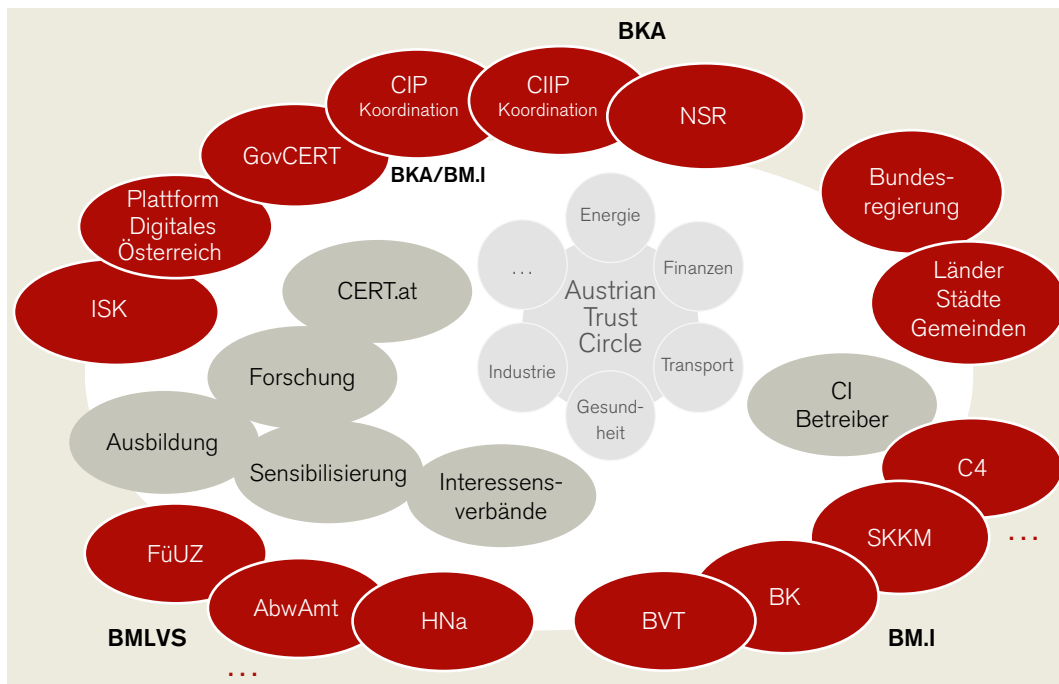 BKA
CIP
Koordination
CIIP
Koordination
NSR
GovCERT
BKA/BM.I
Bundes-
regierung
Plattform
Digitales
Österreich
ISK
Länder
Städte
Gemeinden
CERT.at
Energie
...
Finanzen
Austrian
Trust
Circle
Industrie
Transport
Gesund-
heit
Forschung
CI
Betreiber
Ausbildung
Sensibilisierung
Interessens-
verbände
C4
SKKM
...
FüUZ
AbwAmt
HNa
BVT
BK
BMLVS
BM.I
...